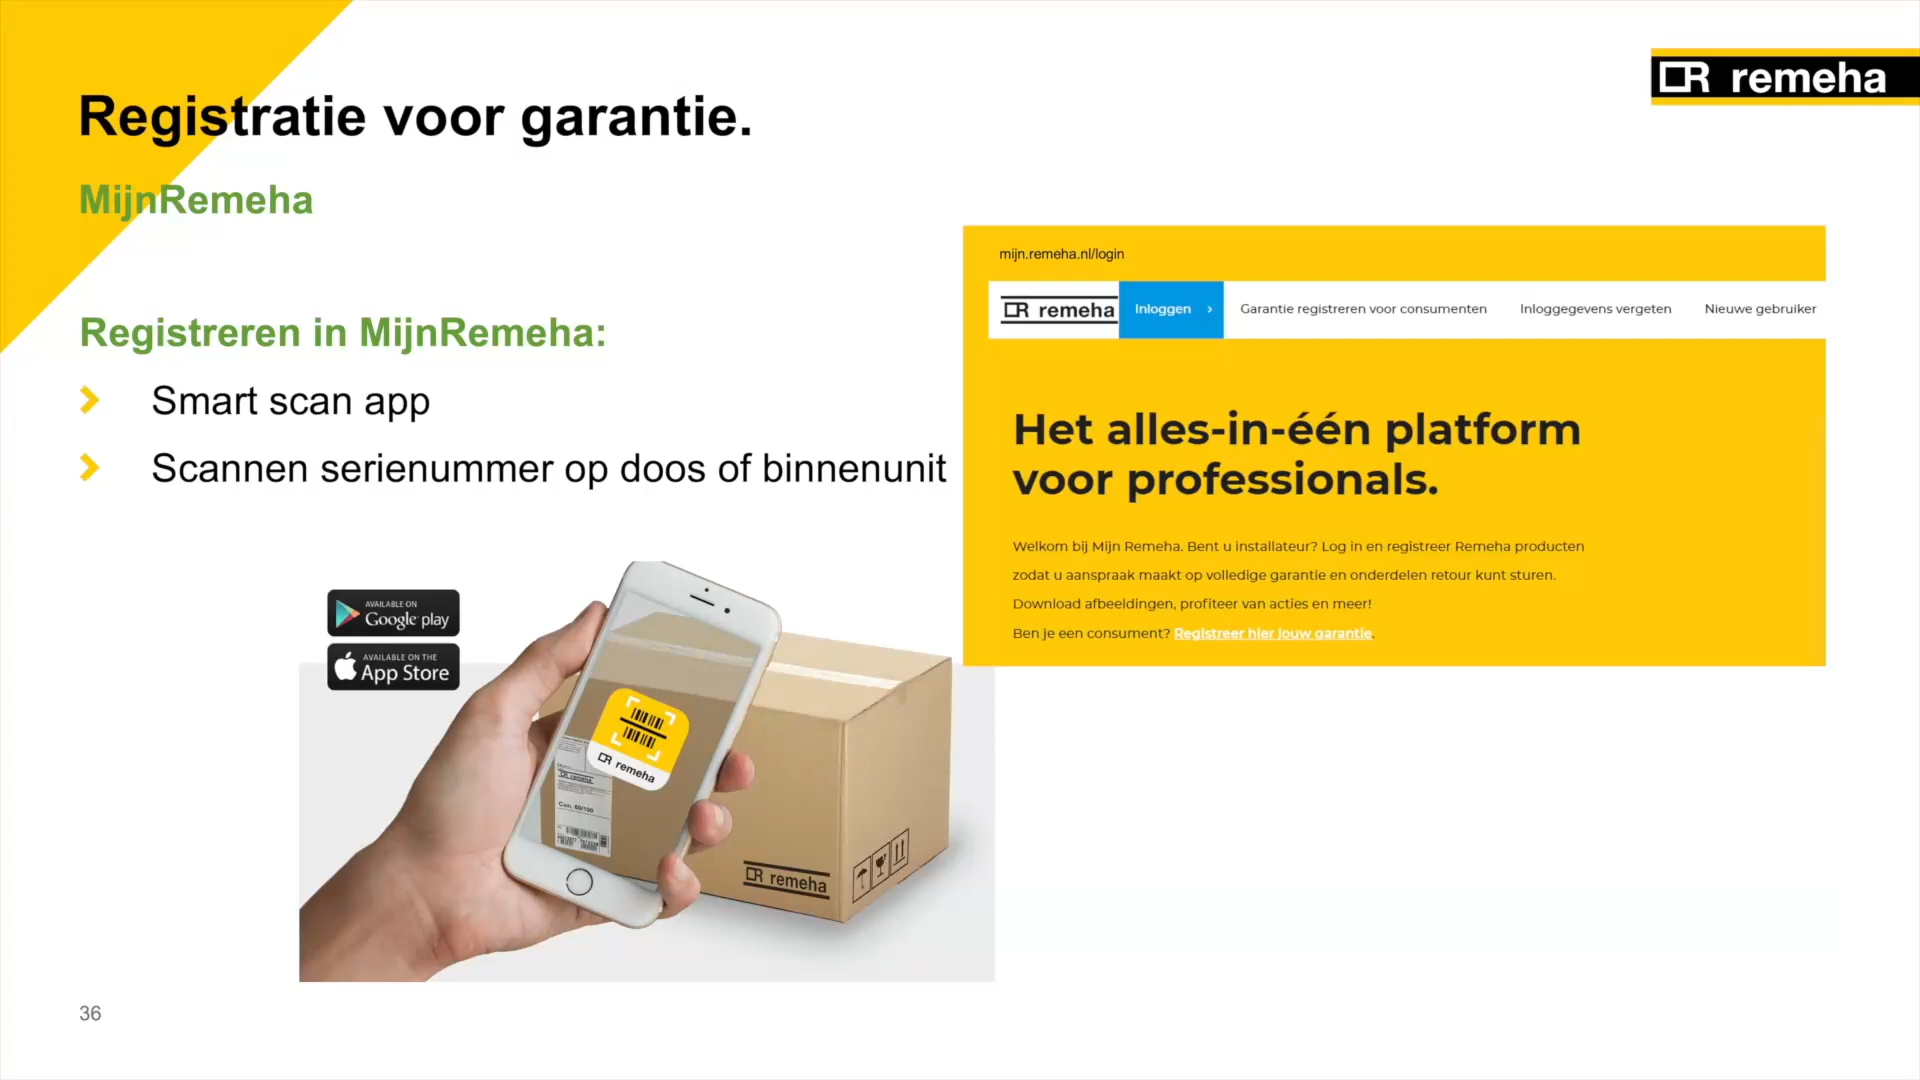 remeha
Registratie voor garantie.
MijnRemeha
Registreren in MijnRemeha:
Smart scan app
Scannen serienummer op doos of binnenunit
mijn.remeha.nl/login
remeha
Inloggen
Garantie registreren voor consumenten
Inloggegevens vergeten
Nieuwe gebruiker
Het alles-in-één platform
voor professionals.
Welkom bij Mijn Remeha. Bent u installateur? Log in en registreer Remeha producten
zodat u aanspraak maakt op volledige garantie en onderdelen retour kunt sturen.
Download afbeeldingen, profiteer van acties en meer!
Ben je een consument? Registreer hier jouw garantie.
AVAILABLE ON
Google play
AVAILABLE ON THE
App Store
remeha
remeha
36